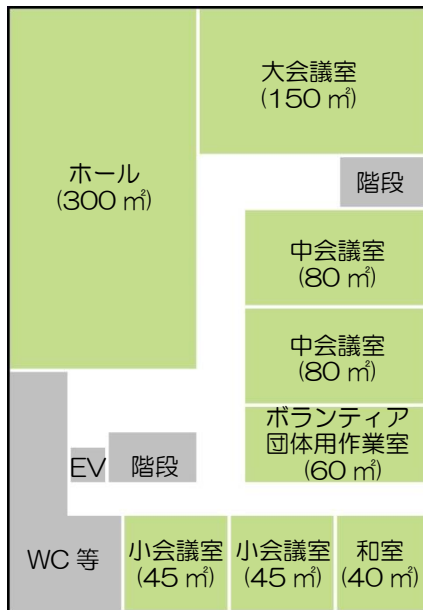 大会議室
(150 ㎡)
ホール
(300 ㎡)
階段
中会議室
(80 ㎡)
中会議室
(80 ㎡)
ボランティア
団体用作業室
(60 ㎡)
EV
階段
WC 等
小会議室
(45 ㎡)
小会議室
(45 ㎡)
和室
(40 ㎡)